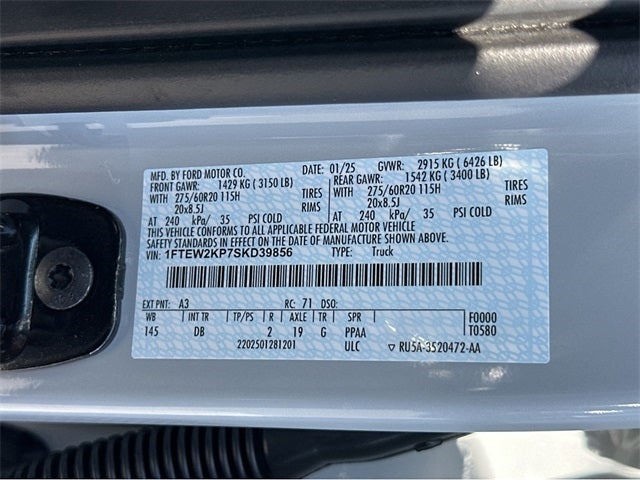 MFD. BY FORD MOTOR CO. DATE: 01/25 GVWR: 2915 KG ( 6426 LB)
FRONT GAWR: 1429 KG ( 3150 LB) REAR GAWR: 1542 KG ( 3400 LB)
WITH 275/60R20 115H TIRES WITH 275/60R20 115H TIRES
20x8.5J RIMS 20x8.5J RIMS
AT 240 kPa/ 35 PSI COLD AT 240 kPa/ 35 PSI COLD
THIS VEHICLE CONFORMS TO ALL APPLICABLE FEDERAL MOTOR VEHICLE
SAFETY STANDARDS IN EFFECT ON THE DATE OF MANUFACTURE SHOWN ABOVE.
VIN: 1FTEW2KP7SKD39856 TYPE: Truck
EXT PNT: A3 RC: 71 DSO:
WB INT TR TP/PS R AXLE TR SPR F0000
145 DB 2 19 G PPAA T0580
2202501281201 ULC ▽ RU5A-3520472-AA